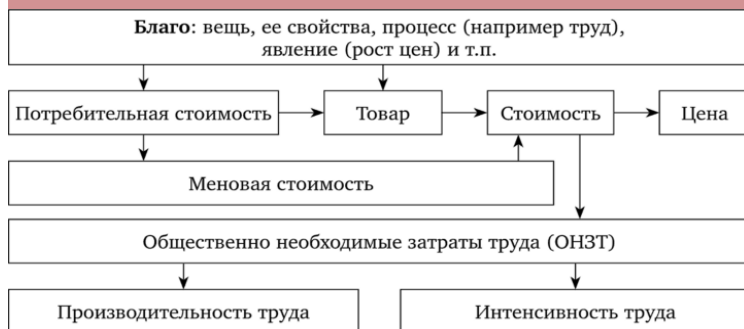 Благо: вещь, ее свойства, процесс (например труд),
явление (рост цен) и т.п.
Потребительная стоимость
Товар
Стоимость
Цена
Меновая стоимость
Общественно необходимые затраты труда (ОНЗТ)
Производительность труда
Интенсивность труда